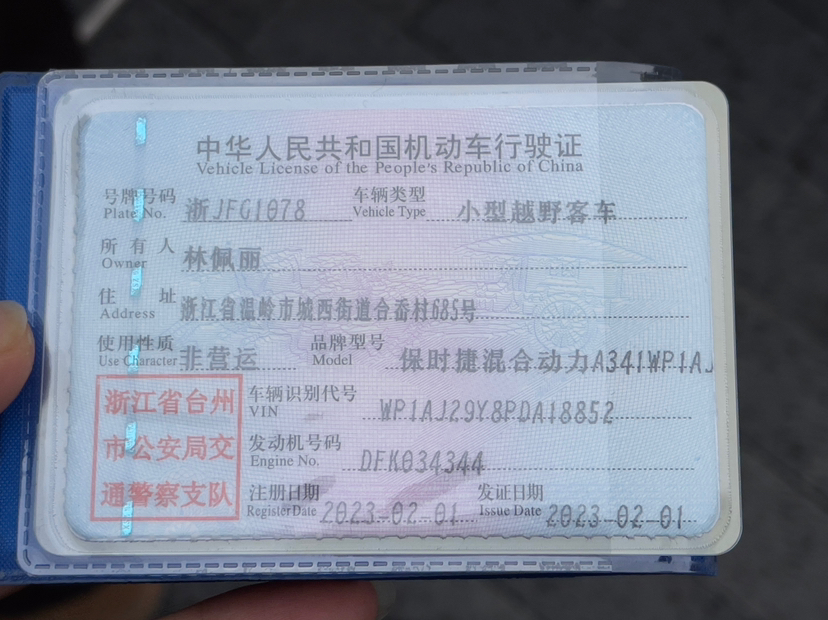 中华人民共和国机动车行驶证
Vehicle License of the People's Republic of China
号牌号码 浙JFG1078 车辆类型 小型越野客车
Plate No. Vehicle Type
所有人 林佩丽
Owner
住址 浙江省温岭市城西街道合岙村685号
Address
使用性质 非营运 品牌型号 保时捷混合动力A341WP1AJ
Use Character Model
浙江省台州
市公安局交
通警察支队
车辆识别代号 WP1AJ29Y8PDA18852
VIN
发动机号码 DFK034344
Engine No.
注册日期 2023-02-01 发证日期 2023-02-01
Register Date Issue Date